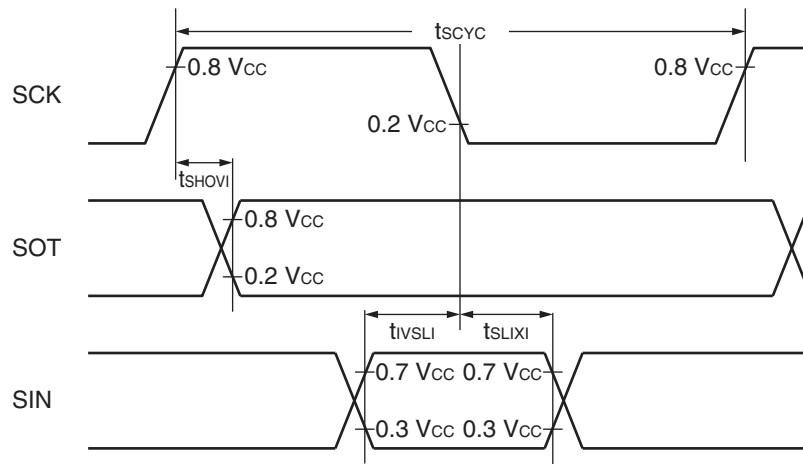 tSCYC
SCK
0.8 VCC
0.8 VCC
0.2 VCC
tSHOVI
SOT
0.8 VCC
0.2 VCC
tIVSLI
tSLIXI
SIN
0.7 VCC
0.7 VCC
0.3 VCC
0.3 VCC